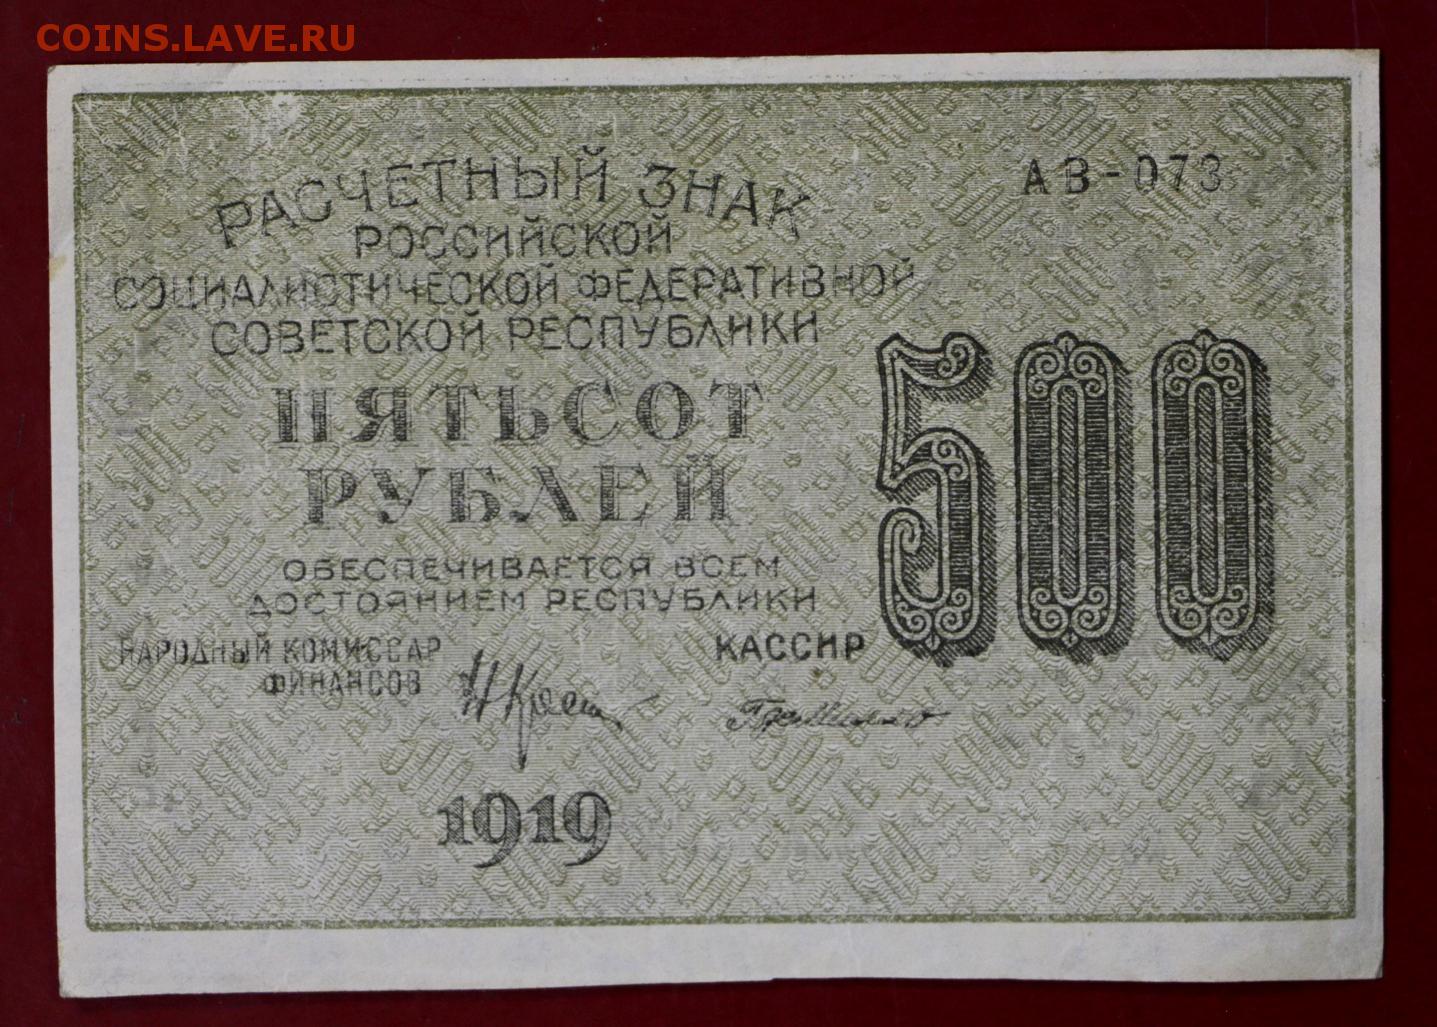 COINS.LAVE.RU
АВ-073
РАСЧЕТНЫЙ ЗНАК
РОССИЙСКОЙ
СОЦИАЛИСТИЧЕСКОЙ ФЕДЕРАТИВНОЙ
СОВЕТСКОЙ РЕСПУБЛИКИ
ПЯТЬСОТ
РУБЛЕЙ
500
ОБЕСПЕЧИВАЕТСЯ ВСЕМ
ДОСТОЯНИЕМ РЕСПУБЛИКИ
НАРОДНЫЙ КОМИССАР
ФИНАНСОВ
КАССИР
1919